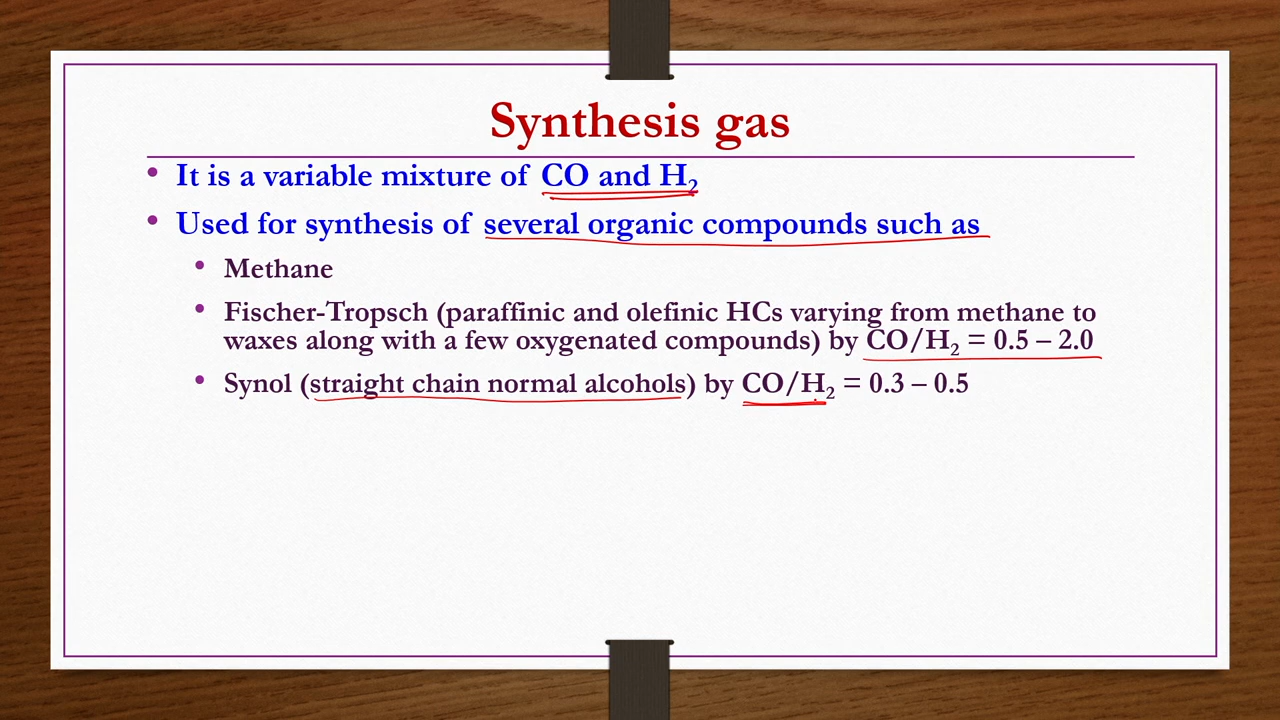 Synthesis gas
• It is a variable mixture of CO and H₂
• Used for synthesis of several organic compounds such as
• Methane
• Fischer-Tropsch (paraffinic and olefinic HCs varying from methane to
waxes along with a few oxygenated compounds) by CO/H₂ = 0.5 – 2.0
• Synol (straight chain normal alcohols) by CO/H₂ = 0.3 – 0.5